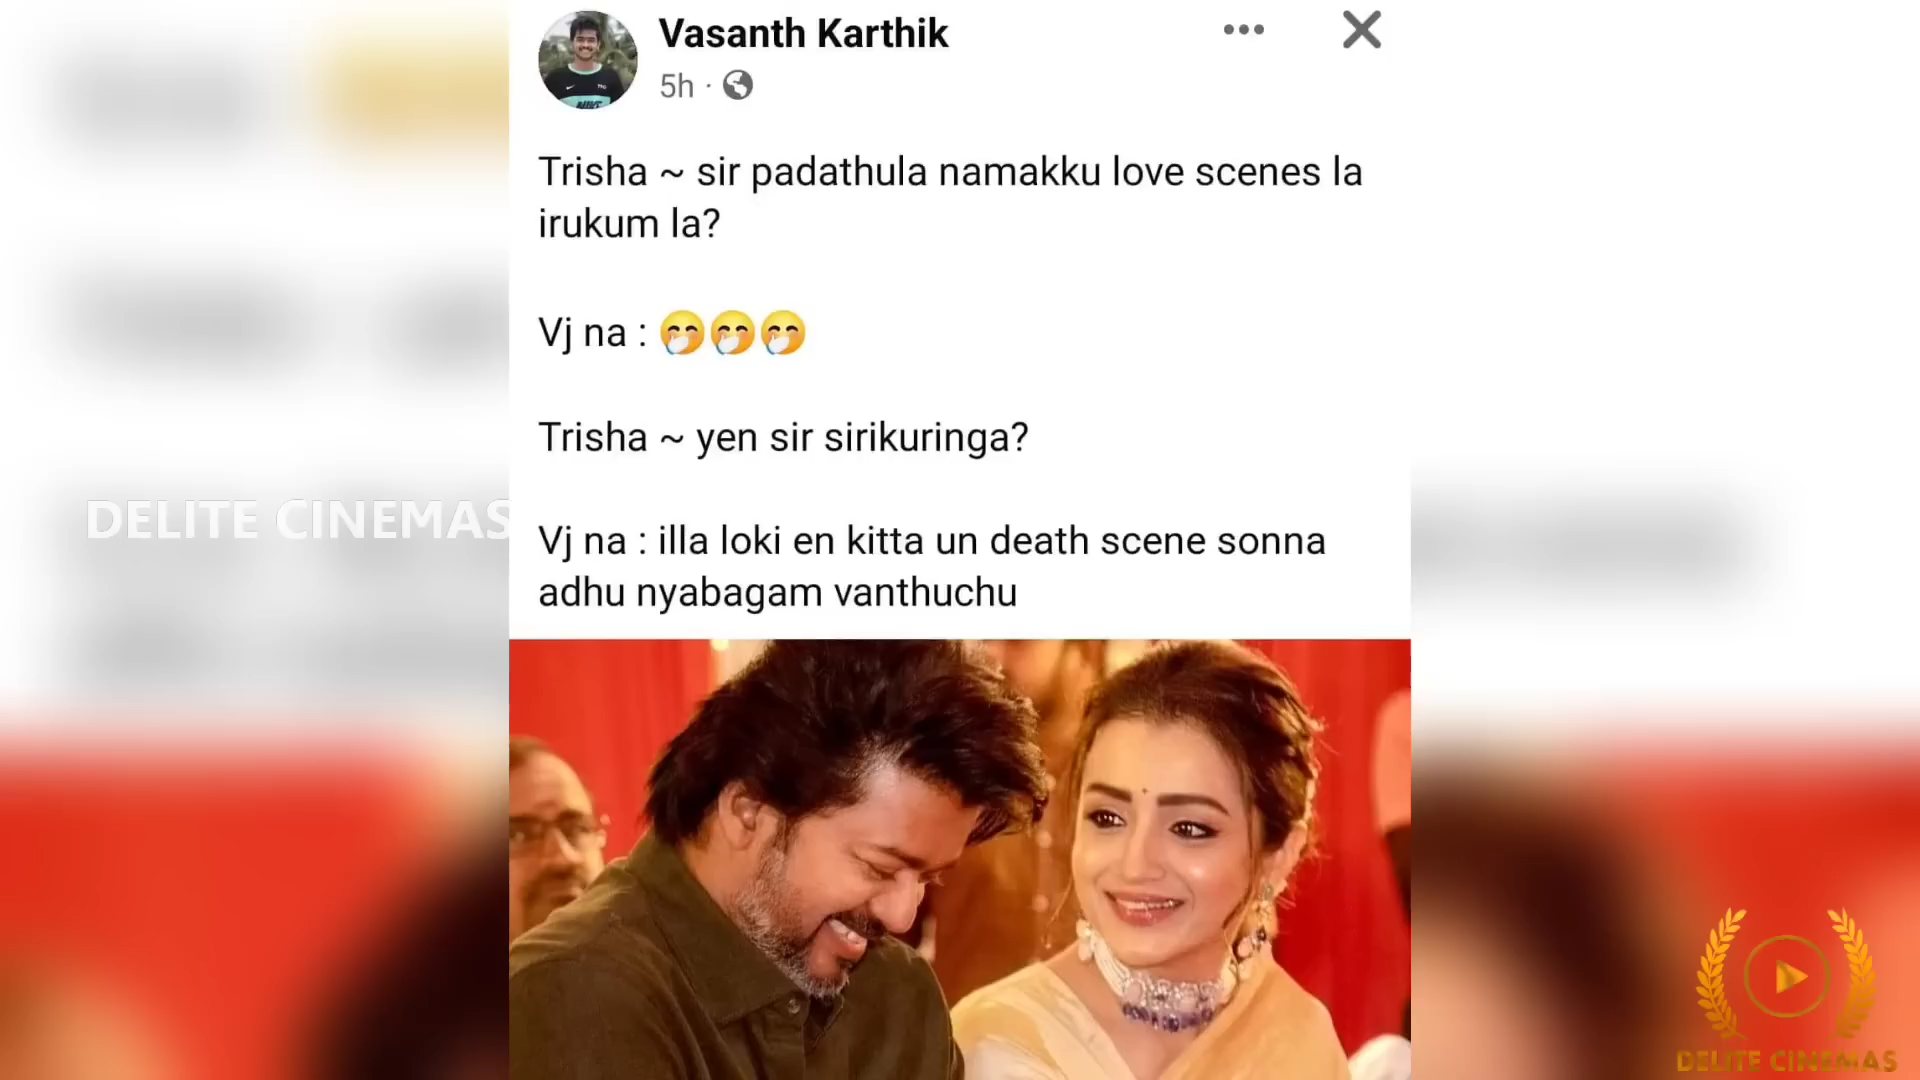 Vasanth Karthik
5h ·
Trisha ~ sir padathula namakku love scenes la
irukum la?
Vj na : 🤭🤭🤭
Trisha ~ yen sir sirikuringa?
DELITE CINEMAS
Vj na : illa loki en kitta un death scene sonna
adhu nyabagam vanthuchu
DELITE CINEMAS